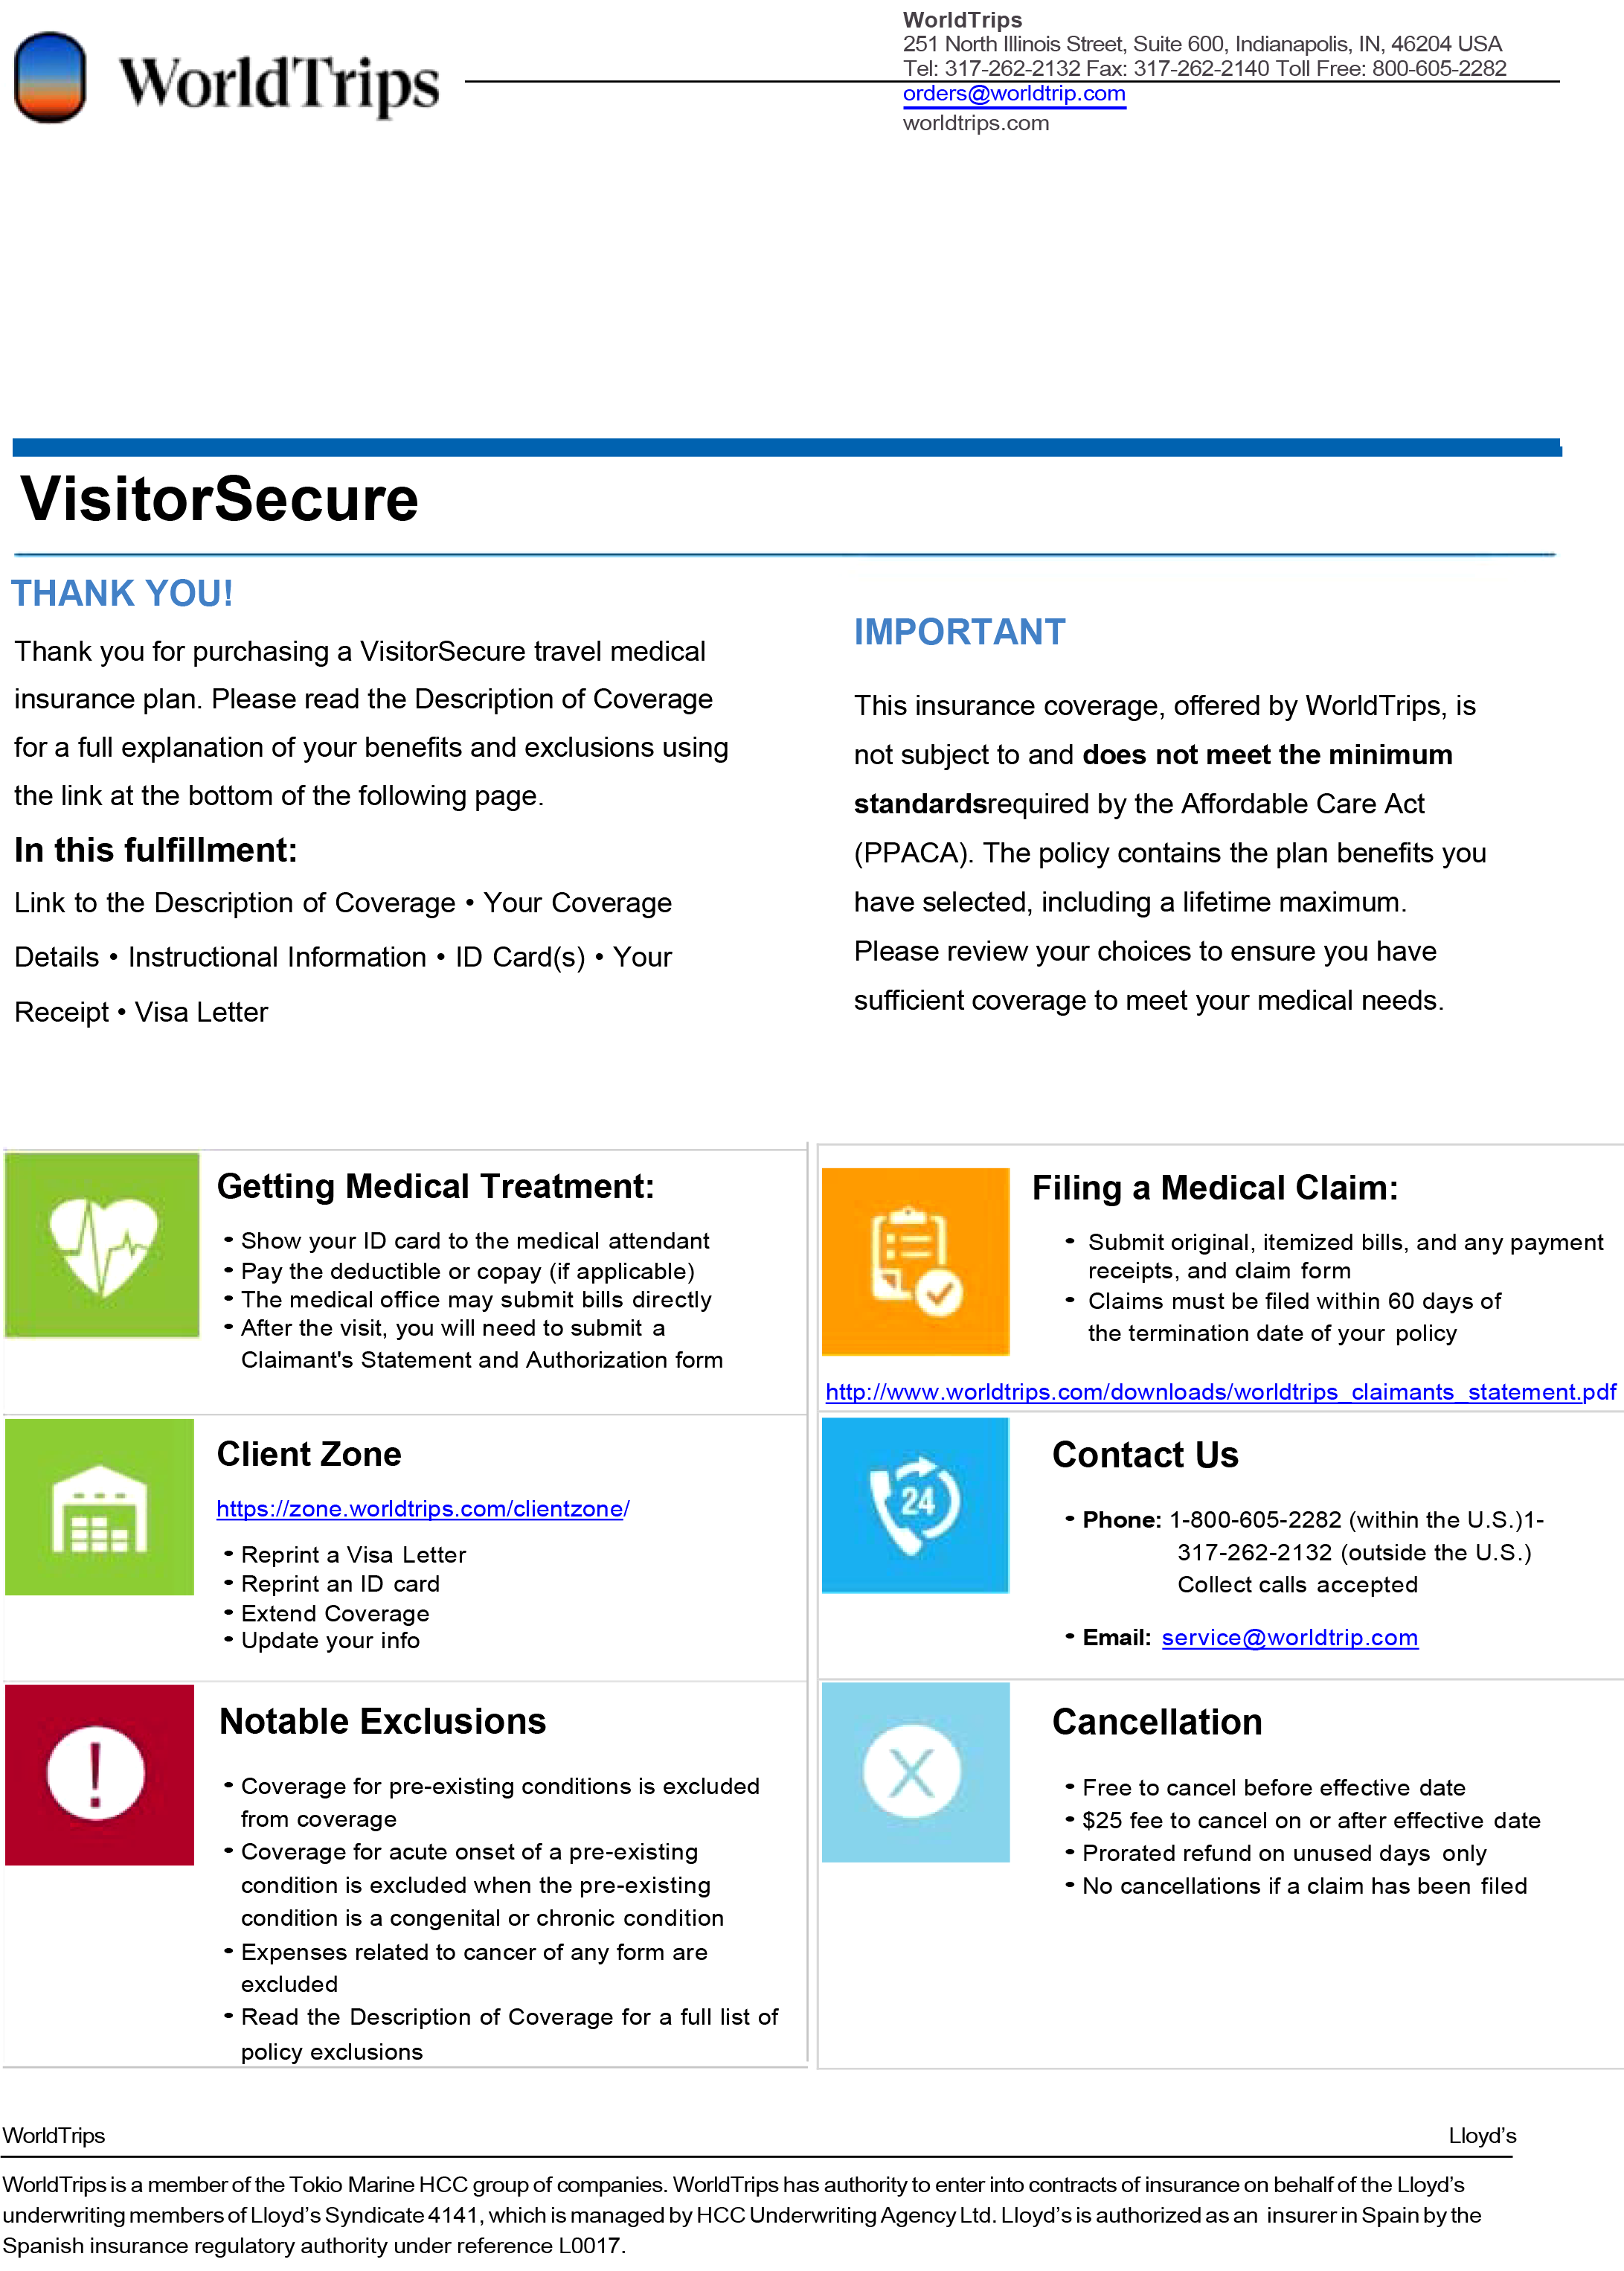 WorldTrips
WorldTrips
251 North Illinois Street, Suite 600, Indianapolis, IN, 46204 USA
Tel: 317-262-2132 Fax: 317-262-2140 Toll Free: 800-605-2282
orders@worldtrip.com
worldtrips.com
VisitorSecure
THANK YOU!
Thank you for purchasing a VisitorSecure travel medical
insurance plan. Please read the Description of Coverage
for a full explanation of your benefits and exclusions using
the link at the bottom of the following page.
In this fulfillment:
Link to the Description of Coverage • Your Coverage
Details • Instructional Information • ID Card(s) • Your
Receipt • Visa Letter
IMPORTANT
This insurance coverage, offered by WorldTrips, is
not subject to and does not meet the minimum
standardsrequired by the Affordable Care Act
(PPACA). The policy contains the plan benefits you
have selected, including a lifetime maximum.
Please review your choices to ensure you have
sufficient coverage to meet your medical needs.
Getting Medical Treatment:
• Show your ID card to the medical attendant
• Pay the deductible or copay (if applicable)
• The medical office may submit bills directly
• After the visit, you will need to submit a
Claimant's Statement and Authorization form
Filing a Medical Claim:
• Submit original, itemized bills, and any payment
receipts, and claim form
• Claims must be filed within 60 days of
the termination date of your policy
http://www.worldtrips.com/downloads/worldtrips_claimants_statement.pdf
Client Zone
https://zone.worldtrips.com/clientzone/
• Reprint a Visa Letter
• Reprint an ID card
• Extend Coverage
• Update your info
24
Contact Us
• Phone: 1-800-605-2282 (within the U.S.)1-
317-262-2132 (outside the U.S.)
Collect calls accepted
• Email: service@worldtrip.com
!
Notable Exclusions
• Coverage for pre-existing conditions is excluded
from coverage
• Coverage for acute onset of a pre-existing
condition is excluded when the pre-existing
condition is a congenital or chronic condition
• Expenses related to cancer of any form are
excluded
• Read the Description of Coverage for a full list of
policy exclusions
X
Cancellation
• Free to cancel before effective date
• $25 fee to cancel on or after effective date
• Prorated refund on unused days only
• No cancellations if a claim has been filed
WorldTrips
Lloyd’s
WorldTrips is a member of the Tokio Marine HCC group of companies. WorldTrips has authority to enter into contracts of insurance on behalf of the Lloyd’s
underwriting members of Lloyd’s Syndicate 4141, which is managed by HCC Underwriting Agency Ltd. Lloyd’s is authorized as an insurer in Spain by the
Spanish insurance regulatory authority under reference L0017.